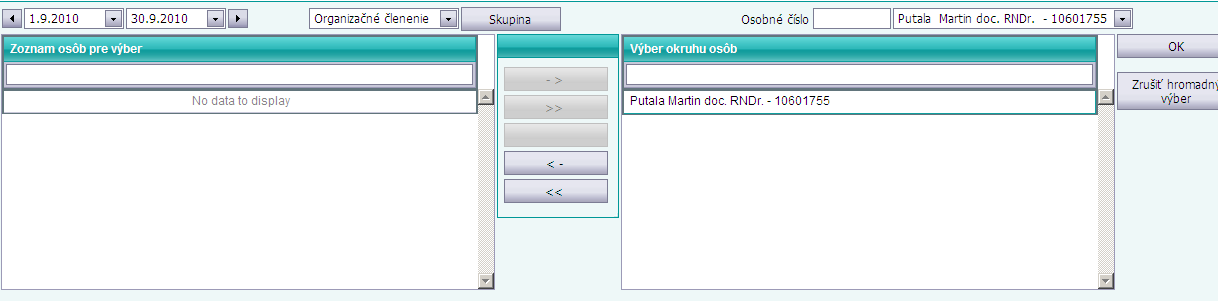 1.9.2010 30.9.2010 Organizačné členenie Skupina Osobné číslo Putala Martin doc. RNDr. - 10601755
Zoznam osôb pre výber Výber okruhu osôb OK
No data to display - > Putala Martin doc. RNDr. - 10601755 Zrušiť hromadný
výber
>>
< -
<<